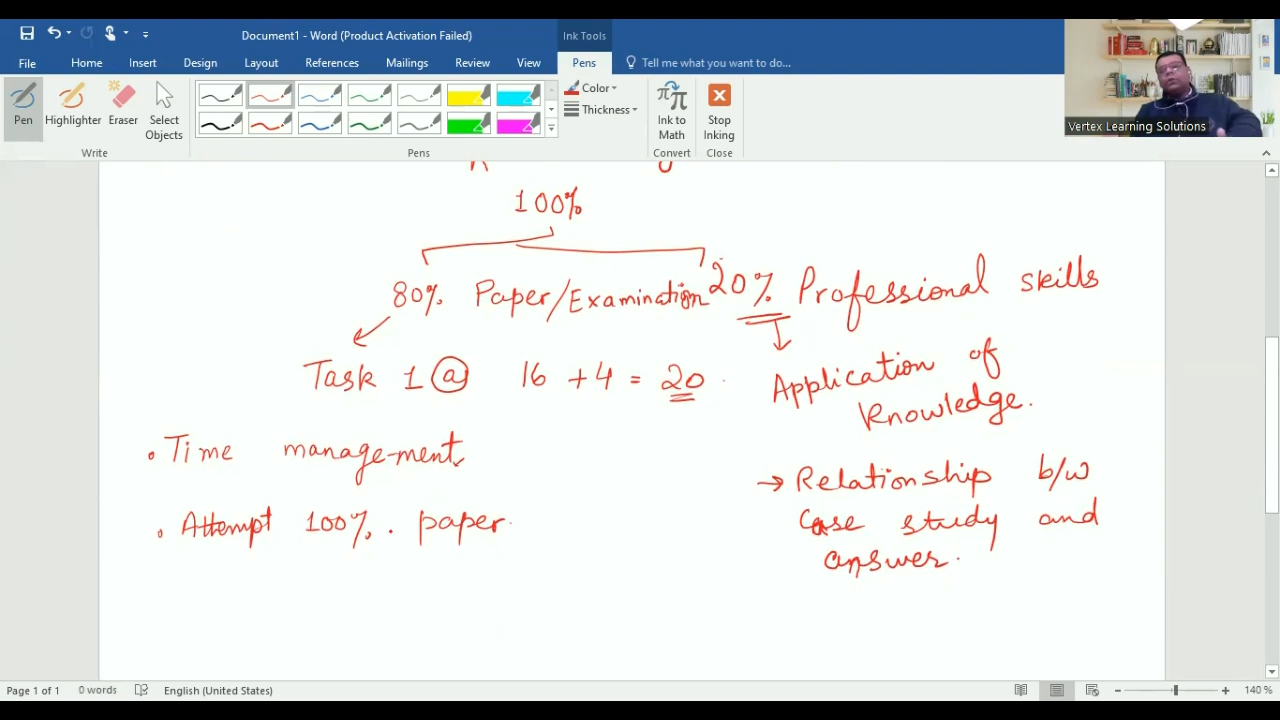 Document1 - Word (Product Activation Failed)
Ink Tools
File Home Insert Design Layout References Mailings Review View Pens Tell me what you want to do...
Pen Highlighter Eraser Select Objects
Color
Thickness
Ink to Math
Stop Inking
Write Pens Convert Close
Vertex Learning Solutions
100%
80% Paper/Examination 20% Professional skills
Task 1 @ 16 + 4 = 20
Application of
knowledge.
• Time management
• Attempt 100% . paper
→ Relationship b/w
Case study and
answer.
Page 1 of 1 0 words English (United States) 140 %